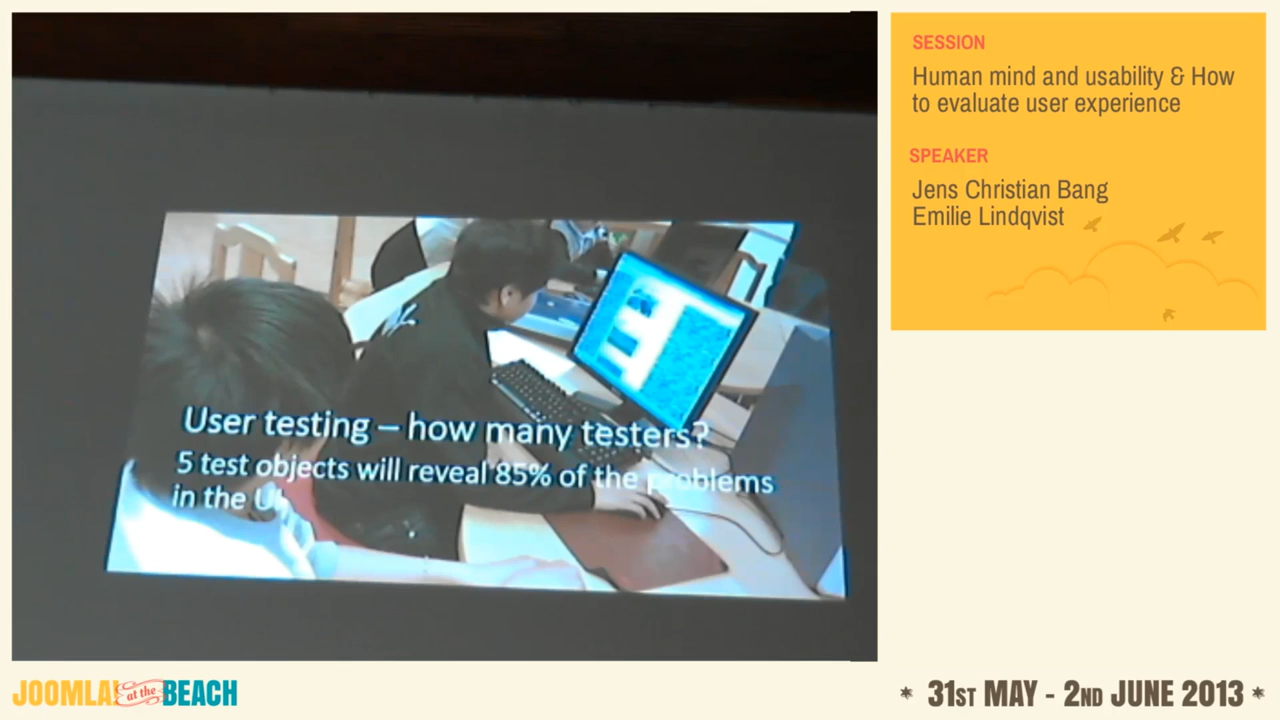 SESSION
Human mind and usability & How
to evaluate user experience
SPEAKER
Jens Christian Bang
Emilie Lindqvist
User testing – how many testers?
5 test objects will reveal 85% of the problems
in the UI
JOOMLA! at the BEACH
* 31ST MAY - 2ND JUNE 2013 *